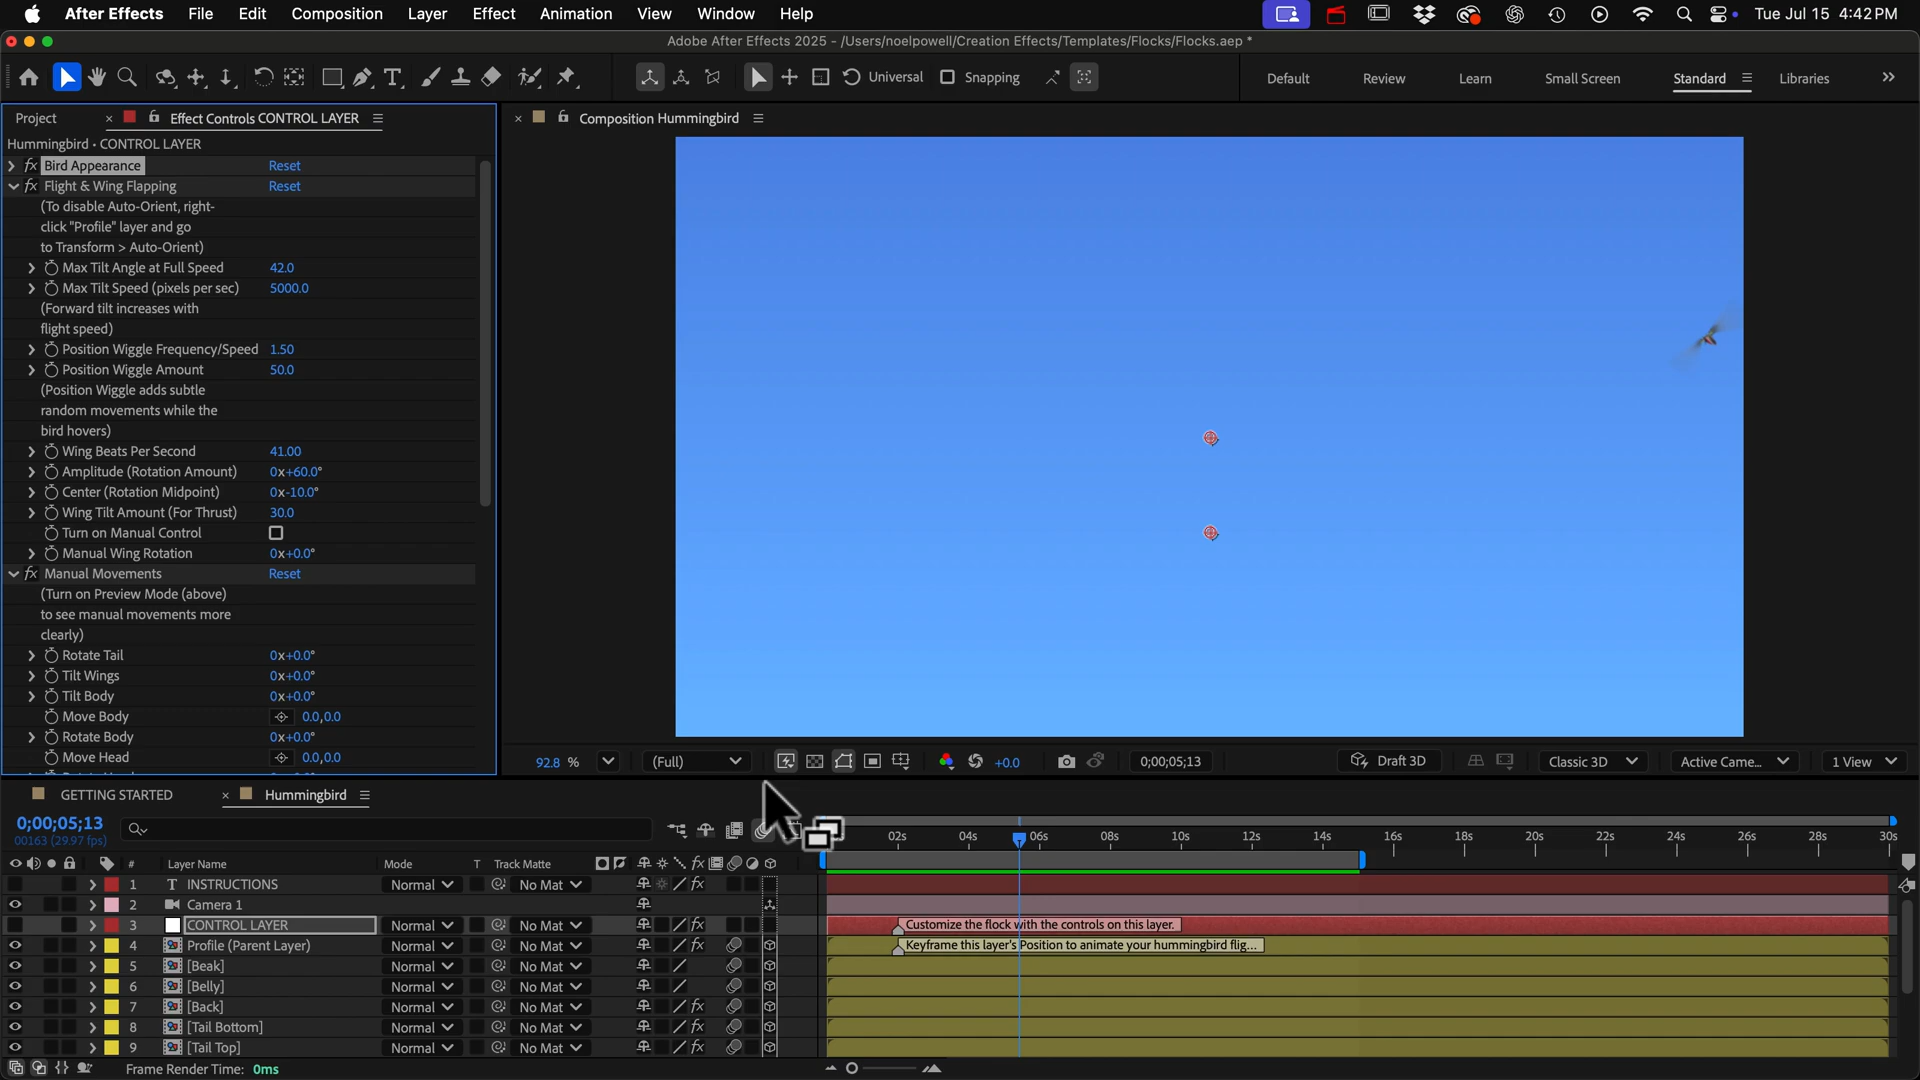 After Effects File Edit Composition Layer Effect Animation View Window Help Tue Jul 15 4:42 PM
Adobe After Effects 2025 - /Users/noelpowell/Creation Effects/Templates/Flocks/Flocks.aep *
Universal Snapping Default Review Learn Small Screen Standard Libraries
Project Effect Controls CONTROL LAYER
Composition Hummingbird
Hummingbird • CONTROL LAYER
fx Bird Appearance Reset
fx Flight & Wing Flapping Reset
(To disable Auto-Orient, right-
click "Profile" layer and go
to Transform > Auto-Orient)
Max Tilt Angle at Full Speed 42.0
Max Tilt Speed (pixels per sec) 5000.0
(Forward tilt increases with
flight speed)
Position Wiggle Frequency/Speed 1.50
Position Wiggle Amount 50.0
(Position Wiggle adds subtle
random movements while the
bird hovers)
Wing Beats Per Second 41.00
Amplitude (Rotation Amount) 0x+60.0°
Center (Rotation Midpoint) 0x-10.0°
Wing Tilt Amount (For Thrust) 30.0
Turn on Manual Control
Manual Wing Rotation 0x+0.0°
fx Manual Movements Reset
(Turn on Preview Mode (above)
to see manual movements more
clearly)
Rotate Tail 0x+0.0°
Tilt Wings 0x+0.0°
Tilt Body 0x+0.0°
Move Body 0.0,0.0
Rotate Body 0x+0.0°
Move Head 0.0,0.0
92.8 % (Full) +0.0 0;00;05;13 Draft 3D Classic 3D Active Came... 1 View
GETTING STARTED Hummingbird
0;00;05;13
00163 (29.97 fps)
02s 04s 06s 08s 10s 12s 14s 16s 18s 20s 22s 24s 26s 28s 30s
# Layer Name Mode T Track Matte fx
1 T INSTRUCTIONS Normal No Mat fx
2 Camera 1
3 CONTROL LAYER Normal No Mat fx Customize the flock with the controls on this layer.
4 Profile (Parent Layer) Normal No Mat Keyframe this layer's Position to animate your hummingbird flig...
5 [Beak] Normal No Mat
6 [Belly] Normal No Mat
7 [Back] Normal No Mat fx
8 [Tail Bottom] Normal No Mat fx
9 [Tail Top] Normal No Mat fx
Frame Render Time: 0ms